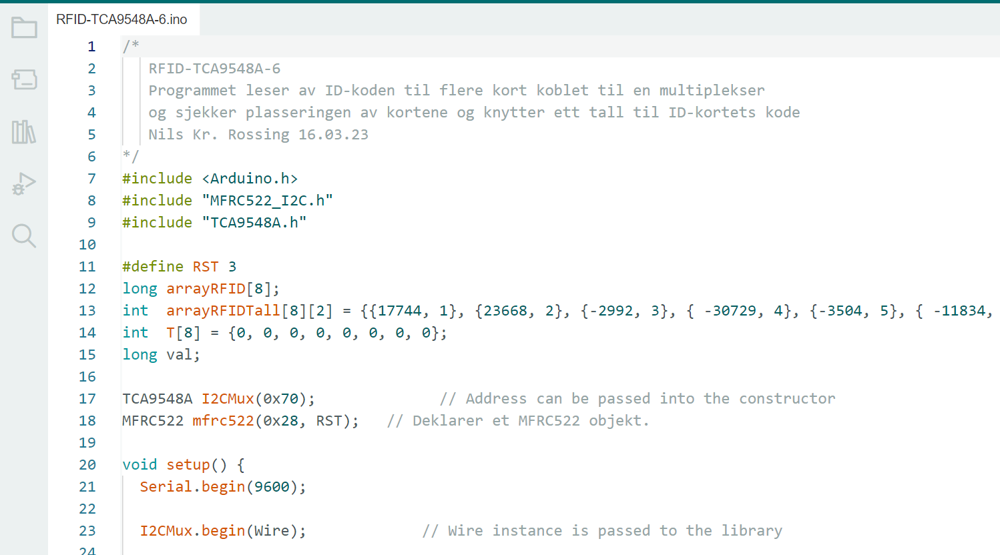 RFID-TCA9548A-6.ino
1 /*
2 RFID-TCA9548A-6
3 Programmet leser av ID-koden til flere kort koblet til en multiplekser
4 og sjekker plasseringen av kortene og knytter ett tall til ID-kortets kode
5 Nils Kr. Rossing 16.03.23
6 */
7 #include <Arduino.h>
8 #include "MFRC522_I2C.h"
9 #include "TCA9548A.h"
10
11 #define RST 3
12 long arrayRFID[8];
13 int  arrayRFIDTall[8][2] = {{17744, 1}, {23668, 2}, {-2992, 3}, { -30729, 4}, {-3504, 5}, { -11834,
14 int  T[8] = {0, 0, 0, 0, 0, 0, 0, 0};
15 long val;
16
17 TCA9548A I2CMux(0x70);              // Address can be passed into the constructor
18 MFRC522 mfrc522(0x28, RST);   // Deklarer et MFRC522 objekt.
19
20 void setup() {
21   Serial.begin(9600);
22
23   I2CMux.begin(Wire);             // Wire instance is passed to the library
24